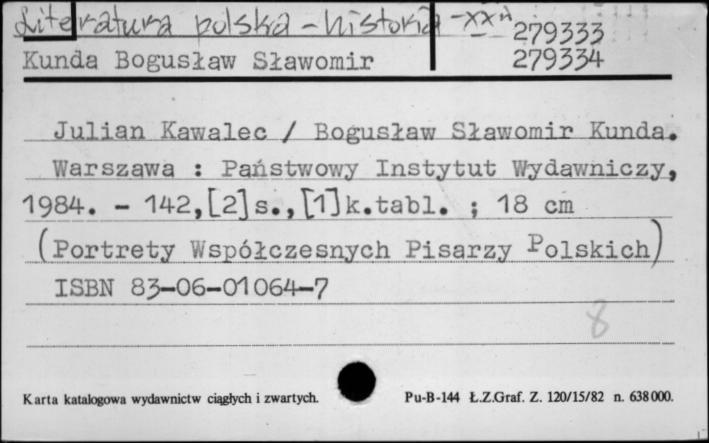 Literatura polska - historia - XX w 279333
Kunda Bogusław Sławomir 279334
Julian Kawalec / Bogusław Sławomir Kunda.
Warszawa : Państwowy Instytut Wydawniczy,
1984. - 142,[2]s.,[1]k.tabl. ; 18 cm
(Portrety Współczesnych Pisarzy Polskich)
ISBN 83-06-01064-7
8
Karta katalogowa wydawnictw ciągłych i zwartych. Pu-B-144 Ł.Z.Graf. Z. 120/15/82 n. 638000.